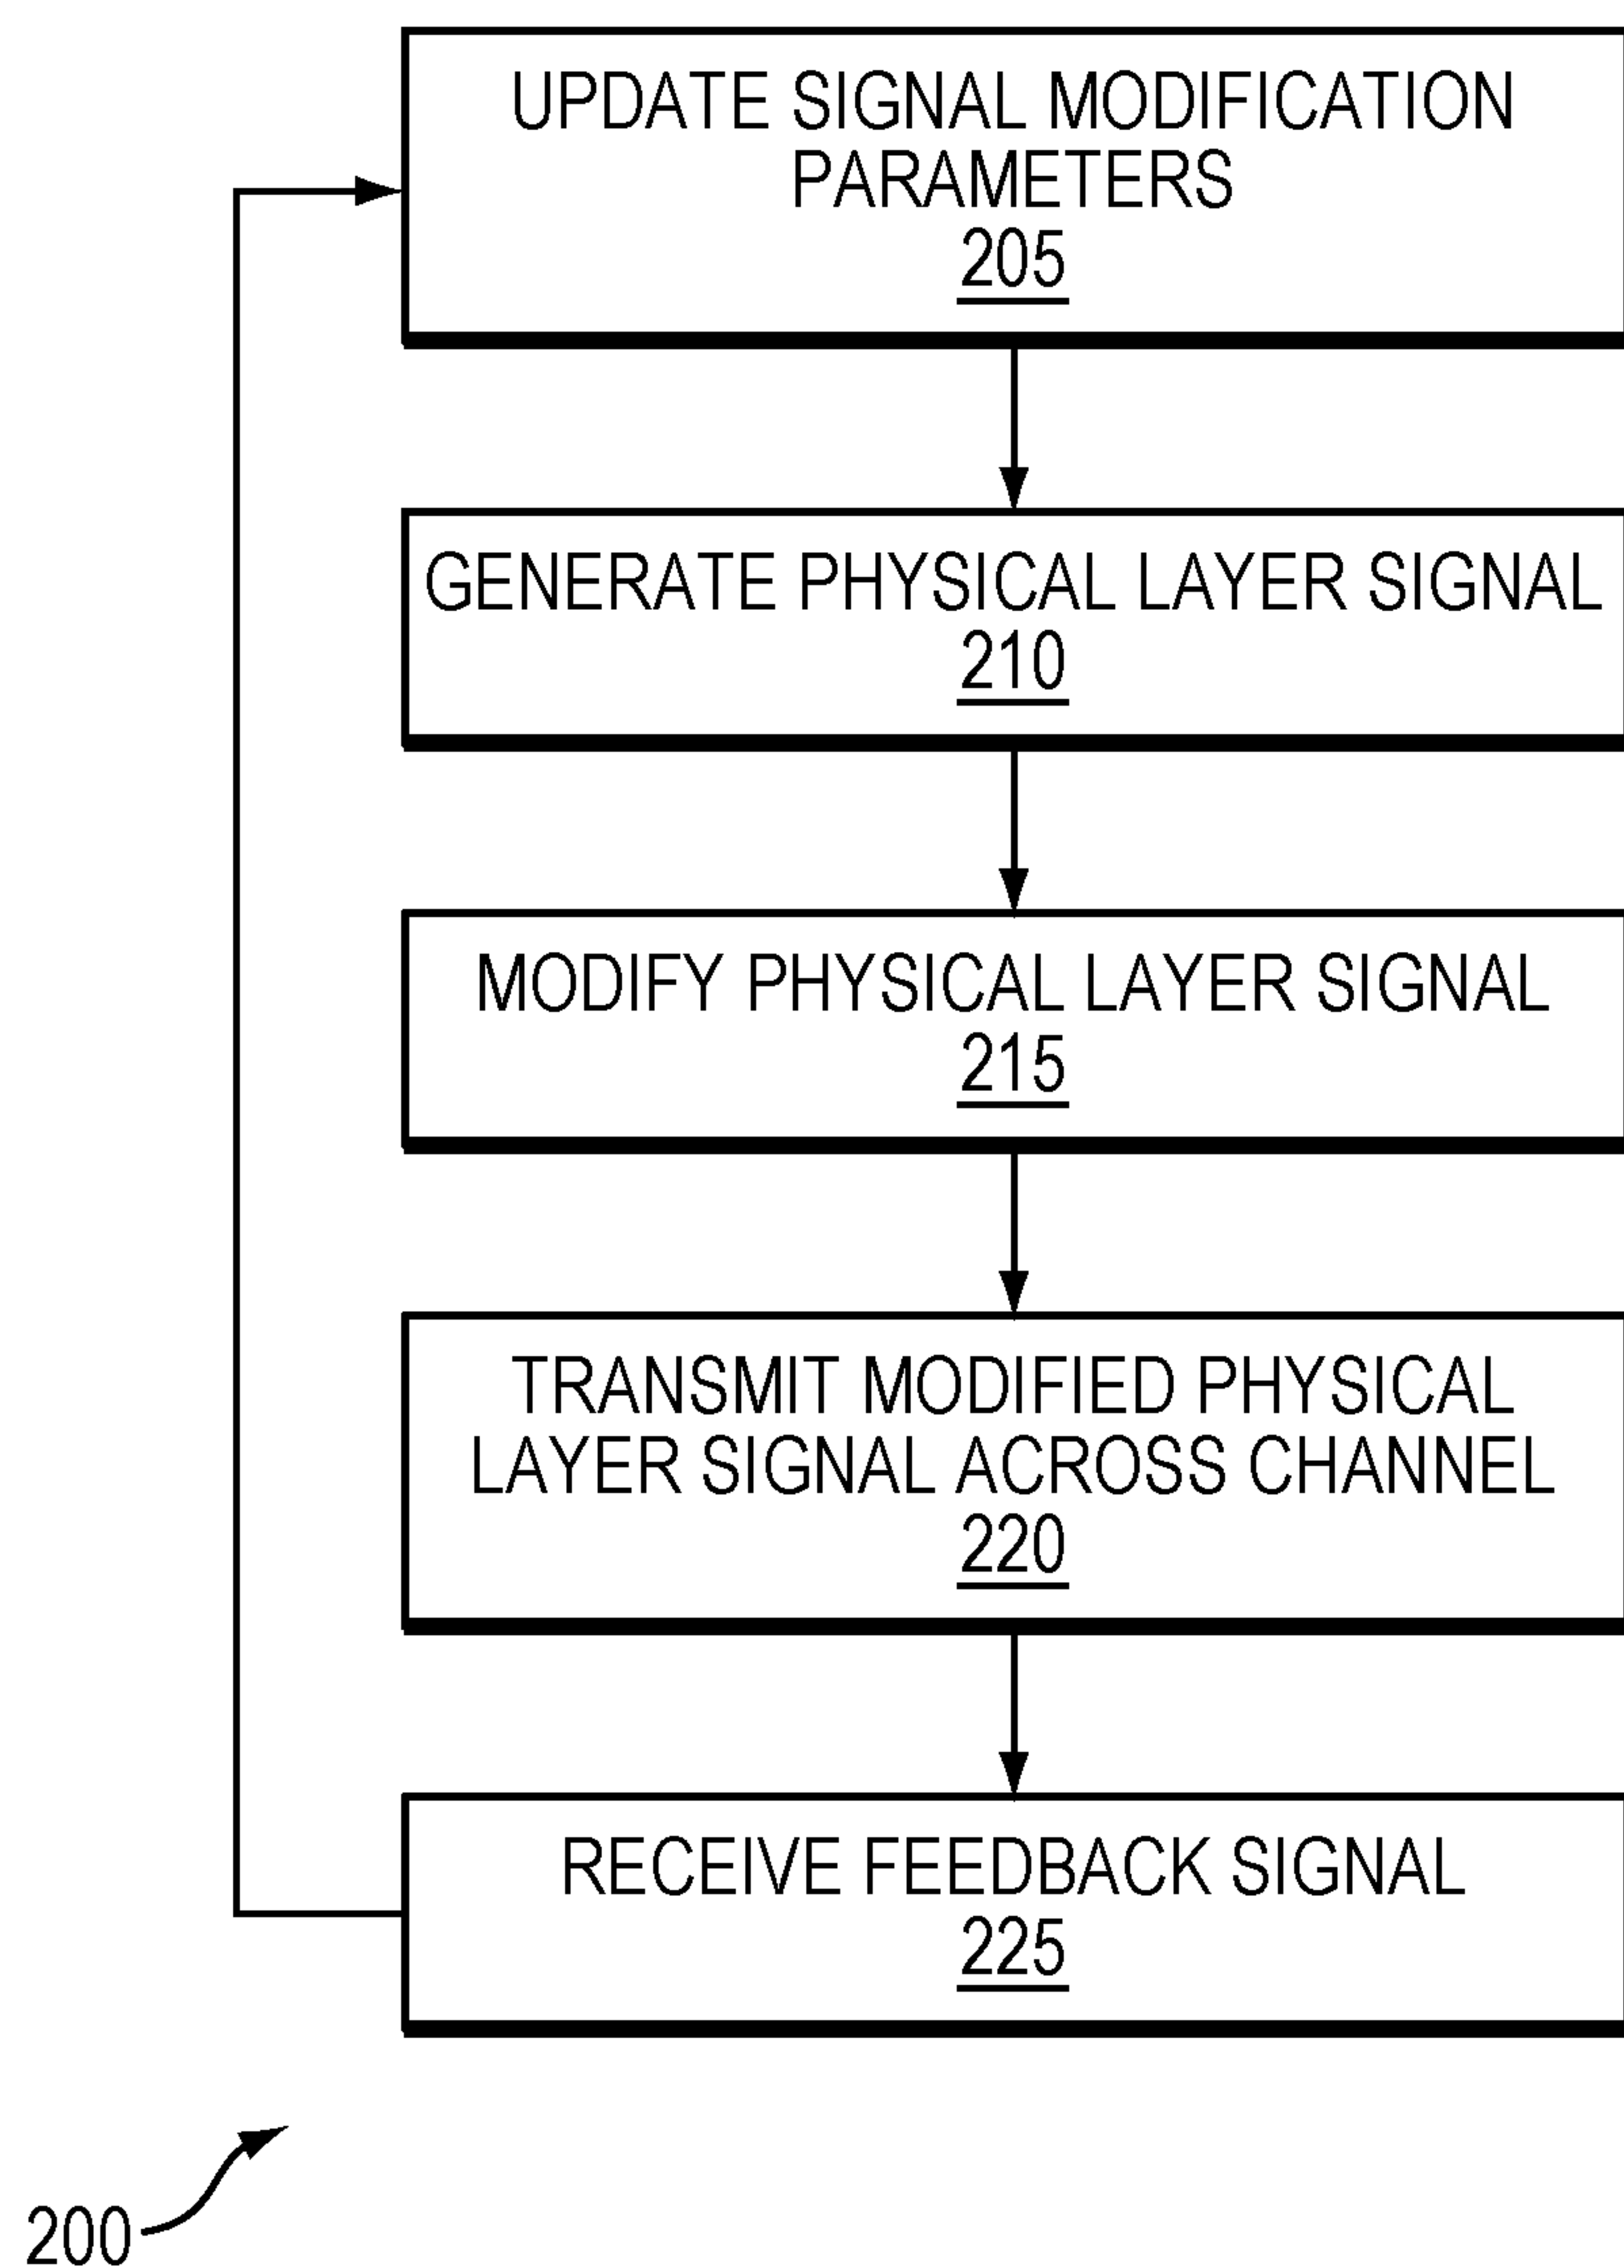 UPDATE SIGNAL MODIFICATION
PARAMETERS
205
GENERATE PHYSICAL LAYER SIGNAL
210
MODIFY PHYSICAL LAYER SIGNAL
215
TRANSMIT MODIFIED PHYSICAL
LAYER SIGNAL ACROSS CHANNEL
220
RECEIVE FEEDBACK SIGNAL
225
200